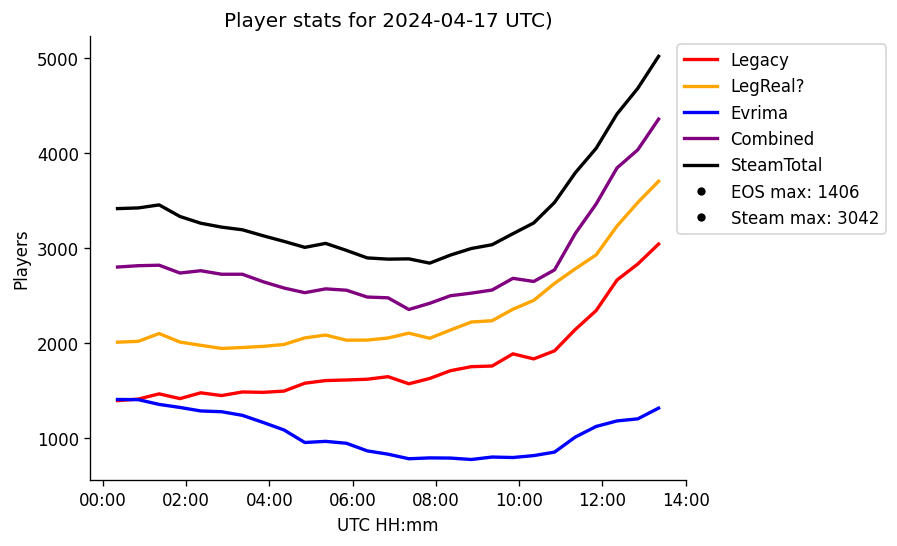 Player stats for 2024-04-17 UTC)
5000
4000
3000
2000
1000
Players
00:00 02:00 04:00 06:00 08:00 10:00 12:00 14:00
UTC HH:mm
Legacy
LegReal?
Evrima
Combined
SteamTotal
EOS max: 1406
Steam max: 3042